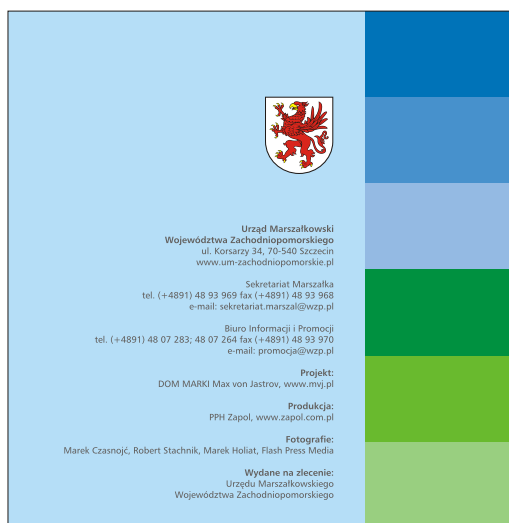 Urząd Marszałkowski
Województwa Zachodniopomorskiego
ul. Korsarzy 34, 70-540 Szczecin
www.um-zachodniopomorskie.pl
Sekretariat Marszałka
tel. (+4891) 48 93 969 fax (+4891) 48 93 968
e-mail: sekretariat.marszal@wzp.pl
Biuro Informacji i Promocji
tel. (+4891) 48 07 283; 48 07 264 fax (+4891) 48 93 970
e-mail: promocja@wzp.pl
Projekt:
DOM MARKI Max von Jastrov, www.mvj.pl
Produkcja:
PPH Zapol, www.zapol.com.pl
Fotografie:
Marek Czasnojć, Robert Stachnik, Marek Holiat, Flash Press Media
Wydane na zlecenie:
Urzędu Marszałkowskiego
Województwa Zachodniopomorskiego